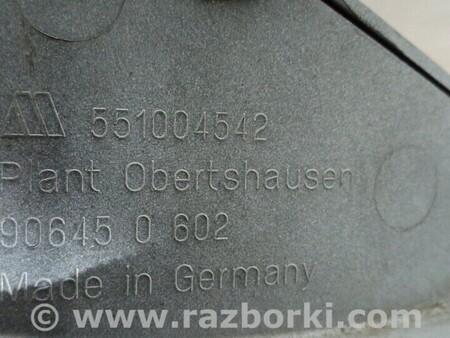 551004542
Plant Obertshausen
90645 0 602
Made in Germany
www.razborki.com